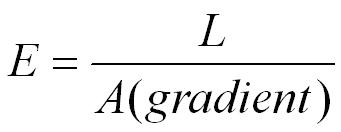 E = L / A(gradient)